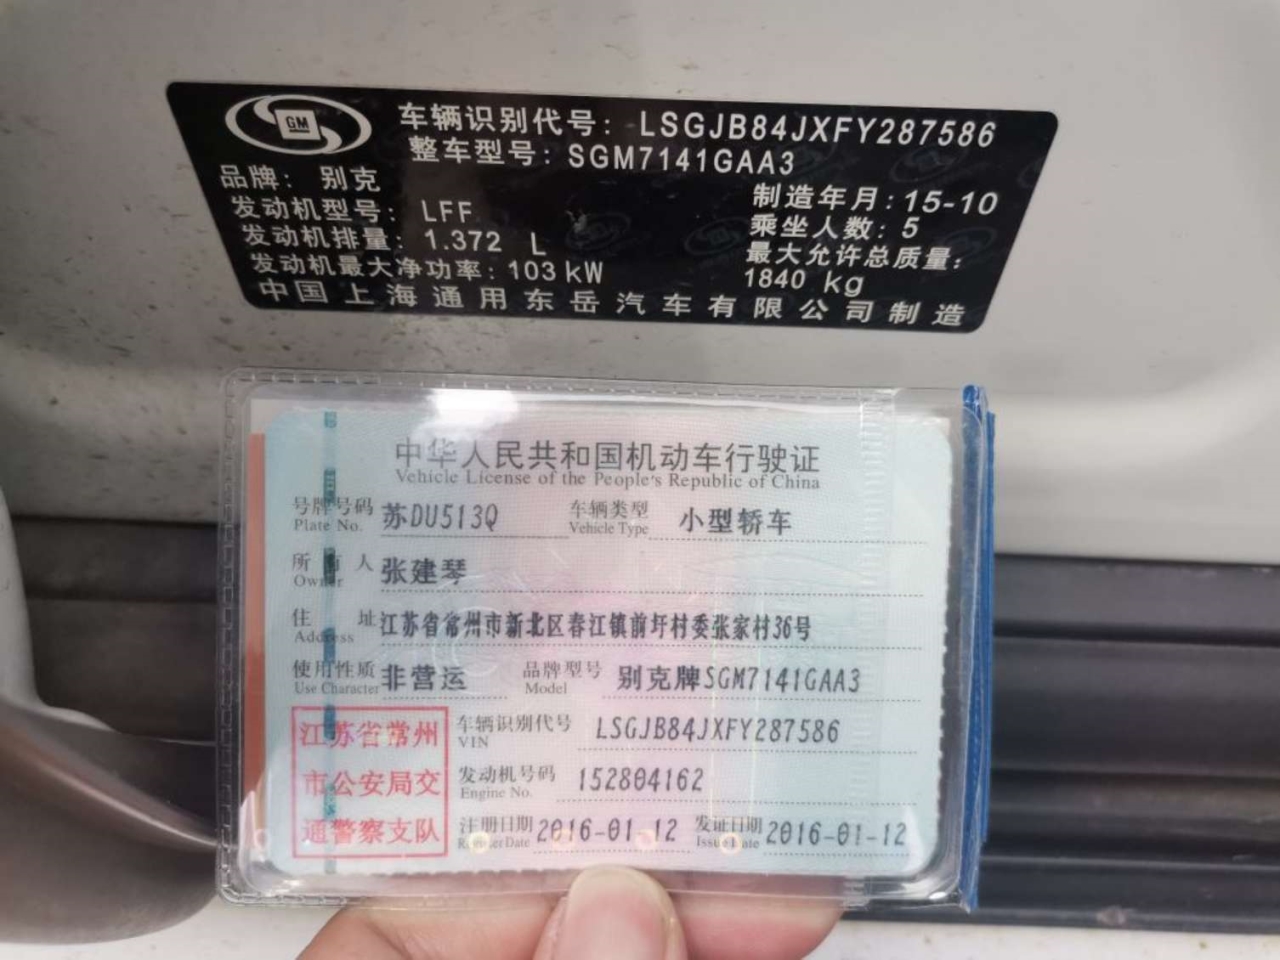 GM
车辆识别代号: LSGJB84JXFY287586
整车型号: SGM7141GAA3
品牌: 别克
制造年月: 15-10
发动机型号: LFF
乘坐人数: 5
发动机排量: 1.372 L
最大允许总质量:
1840 kg
发动机最大净功率: 103 kW
中国上海通用东岳汽车有限公司制造
中华人民共和国机动车行驶证
Vehicle License of the People's Republic of China
号牌号码 苏DU513Q 车辆类型 小型轿车
Plate No. Vehicle Type
所有人 张建琴
Owner
住址 江苏省常州市新北区春江镇前圩村委张家村36号
Address
使用性质 非营运 品牌型号 别克牌SGM7141GAA3
Use Character Model
江苏省常州
市公安局交
通警察支队
车辆识别代号 LSGJB84JXFY287586
VIN
发动机号码 152804162
Engine No.
注册日期 2016-01-12 发证日期 2016-01-12
Register Date Issue Date